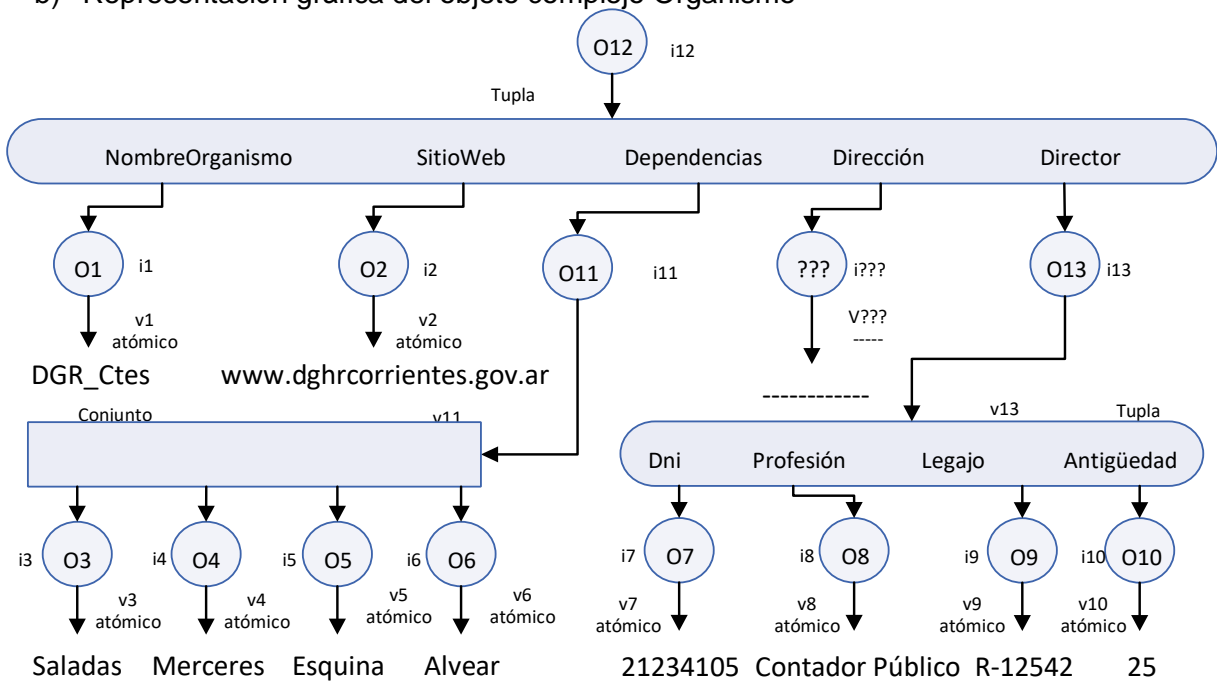 b) Representación gráfica del objeto complejo Organismo
O12 i12
Tupla
NombreOrganismo SitioWeb Dependencias Dirección Director
O1 i1 O2 i2 O11 i11 ??? i??? O13 i13
v1 v2 V???
atómico atómico -----
DGR_Ctes www.dghrcorrientes.gov.ar
------------
Conjunto v11 v13 Tupla
Dni Profesión Legajo Antigüedad
i3 O3 i4 O4 i5 O5 i6 O6 i7 O7 i8 O8 i9 O9 i10 O10
v3 v4 v5 v6 v7 v8 v9 v10
atómico atómico atómico atómico atómico atómico atómico atómico
Saladas Merceres Esquina Alvear 21234105 Contador Público R-12542 25